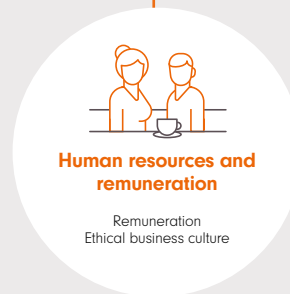 Human resources and
remuneration
Remuneration
Ethical business culture